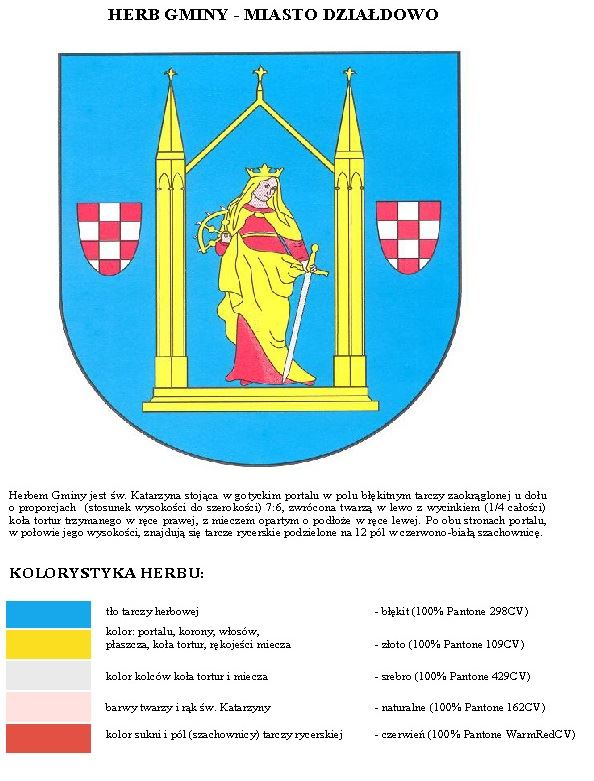 HERB GMINY - MIASTO DZIAŁDOWO
Herbem Gminy jest św. Katarzyna stojąca w gotyckim portalu w polu błękitnym tarczy zaokrąglonej u dołu
o proporcjach (stosunek wysokości do szerokości) 7:6, zwrócona twarzą w lewo z wycinkiem (1/4 całości)
koła tortur trzymanego w ręce prawej, z mieczem opartym o podłoże w ręce lewej. Po obu stronach portalu,
w połowie jego wysokości, znajdują się tarcze rycerskie podzielone na 12 pól w czerwono-białą szachownicę.
KOLORYSTYKA HERBU:
tło tarczy herbowej - błękit (100% Pantone 298CV)
kolor: portalu, korony, włosów,
płaszcza, koła tortur, rękojeści miecza - złoto (100% Pantone 109CV)
kolor kolców koła tortur i miecza - srebro (100% Pantone 429CV)
barwy twarzy i rąk św. Katarzyny - naturalne (100% Pantone 162CV)
kolor sukni i pól (szachownicy) tarczy rycerskiej - czerwień (100% Pantone WarmRedCV)